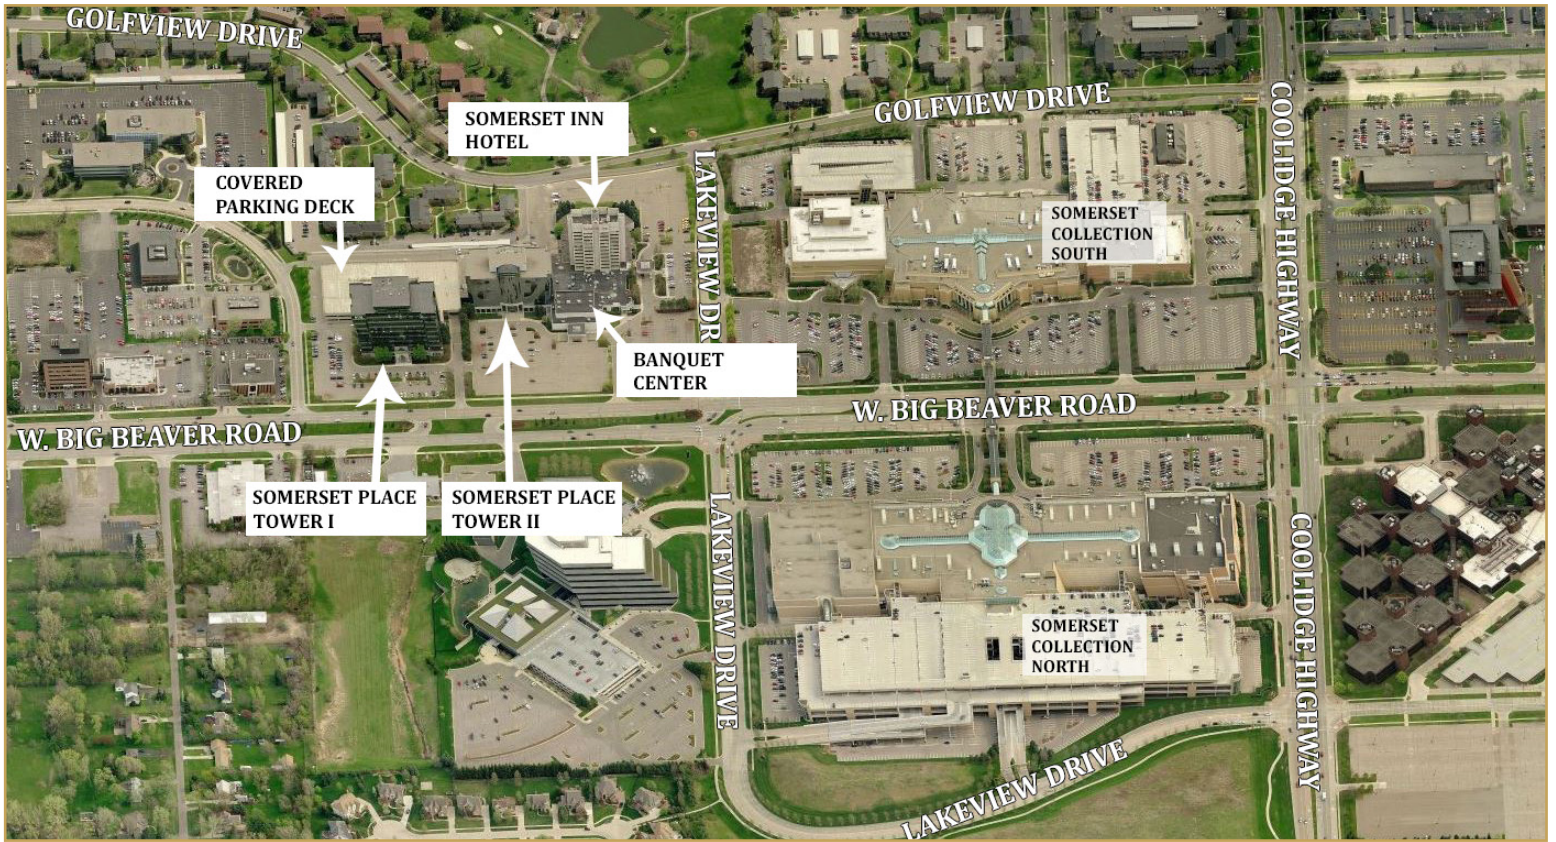 GOLFVIEW DRIVE
SOMERSET INN
HOTEL
GOLFVIEW DRIVE
COOLIDGE HIGHWAY
COVERED
PARKING DECK
LAKEVIEW DR
SOMERSET
COLLECTION
SOUTH
BANQUET
CENTER
W. BIG BEAVER ROAD
W. BIG BEAVER ROAD
SOMERSET PLACE
TOWER I
SOMERSET PLACE
TOWER II
LAKEVIEW DRIVE
COOLIDGE HIGHWAY
SOMERSET
COLLECTION
NORTH
LAKEVIEW DRIVE